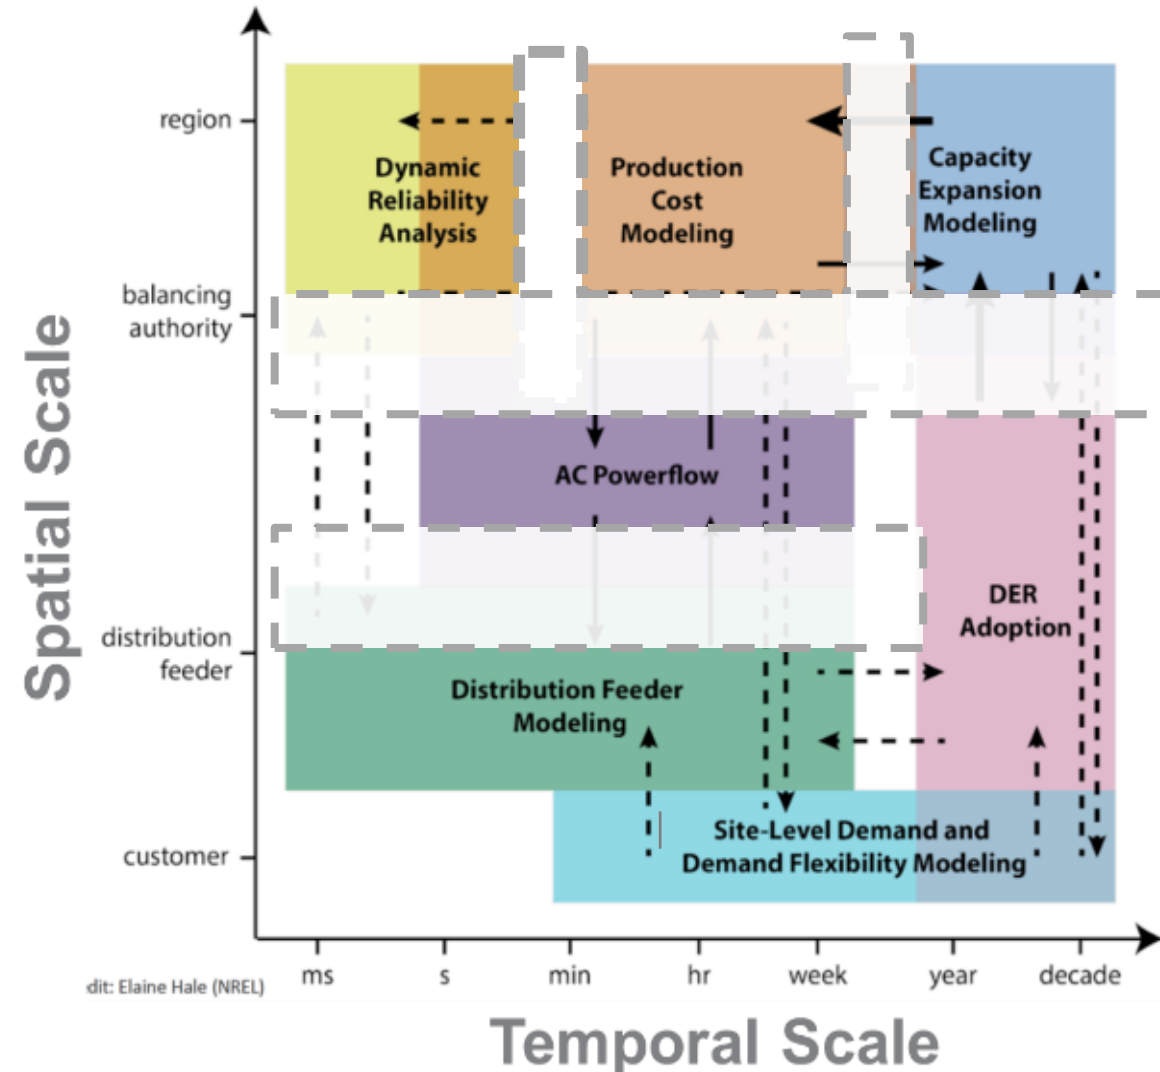 region
Dynamic
Reliability
Analysis
Production
Cost
Modeling
Capacity
Expansion
Modeling
balancing
authority
AC Powerflow
Spatial Scale
DER
Adoption
distribution
feeder
Distribution Feeder
Modeling
Site-Level Demand and
Demand Flexibility Modeling
customer
ms
s
min
hr
week
year
decade
dit: Elaine Hale (NREL)
Temporal Scale